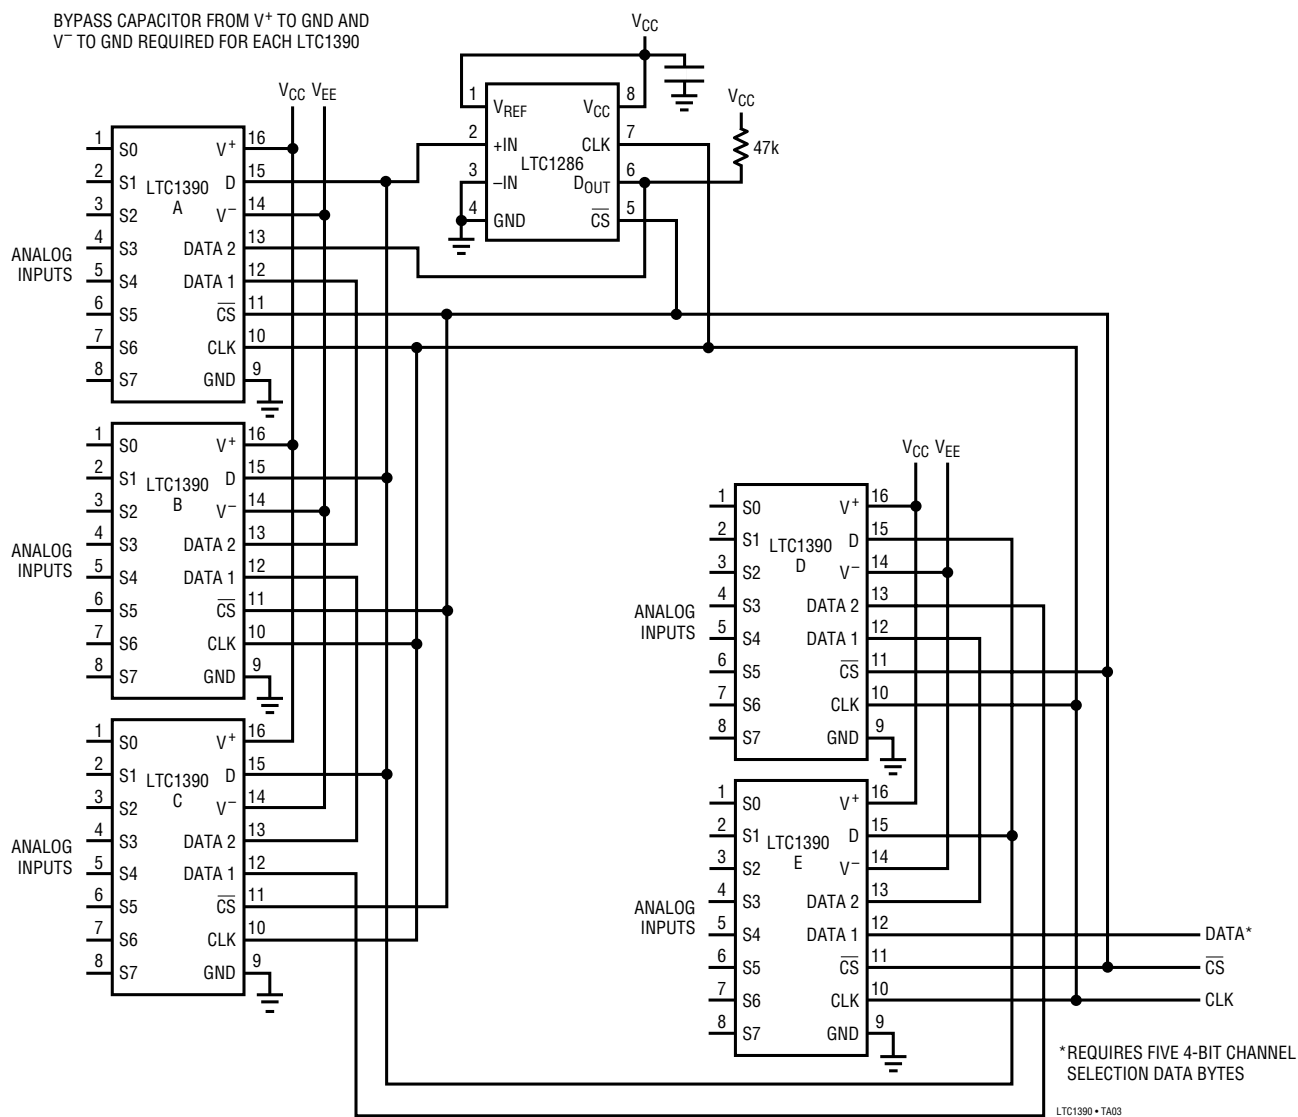 BYPASS CAPACITOR FROM V+ TO GND AND
V– TO GND REQUIRED FOR EACH LTC1390
VCC
VCC VEE
1 VREF VCC 8
2 +IN CLK 7
LTC1286
3 –IN DOUT 6
4 GND CS 5
VCC
47k
ANALOG
INPUTS
LTC1390
A
1 S0 V+ 16
2 S1 D 15
3 S2 V– 14
4 S3 DATA 2 13
5 S4 DATA 1 12
6 S5 CS 11
7 S6 CLK 10
8 S7 GND 9
ANALOG
INPUTS
LTC1390
B
1 S0 V+ 16
2 S1 D 15
3 S2 V– 14
4 S3 DATA 2 13
5 S4 DATA 1 12
6 S5 CS 11
7 S6 CLK 10
8 S7 GND 9
ANALOG
INPUTS
LTC1390
C
1 S0 V+ 16
2 S1 D 15
3 S2 V– 14
4 S3 DATA 2 13
5 S4 DATA 1 12
6 S5 CS 11
7 S6 CLK 10
8 S7 GND 9
VCC VEE
ANALOG
INPUTS
LTC1390
D
1 S0 V+ 16
2 S1 D 15
3 S2 V– 14
4 S3 DATA 2 13
5 S4 DATA 1 12
6 S5 CS 11
7 S6 CLK 10
8 S7 GND 9
ANALOG
INPUTS
LTC1390
E
1 S0 V+ 16
2 S1 D 15
3 S2 V– 14
4 S3 DATA 2 13
5 S4 DATA 1 12
6 S5 CS 11
7 S6 CLK 10
8 S7 GND 9
DATA*
CS
CLK
*REQUIRES FIVE 4-BIT CHANNEL
SELECTION DATA BYTES
LTC1390 • TA03